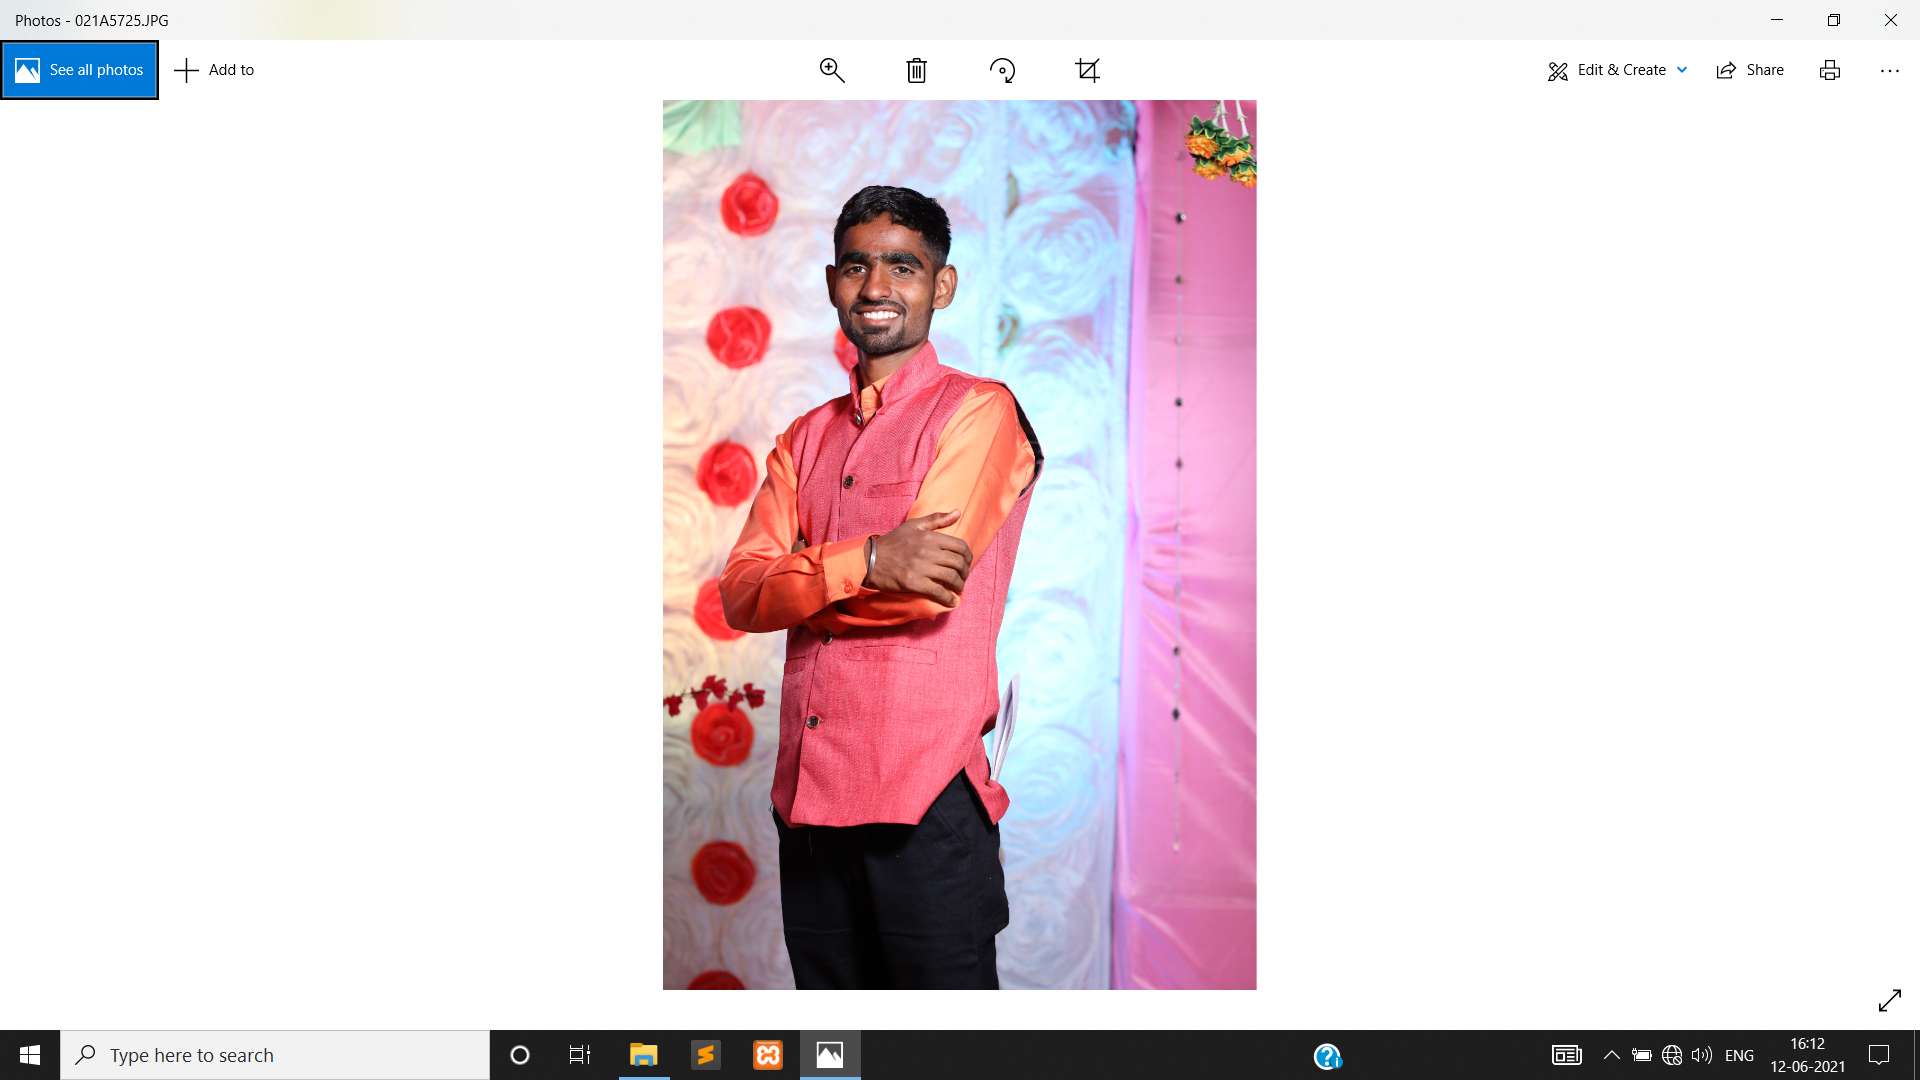 Photos - 021A5725.JPG
See all photos
Add to
Edit & Create
Share
Type here to search
ENG
16:12
12-06-2021